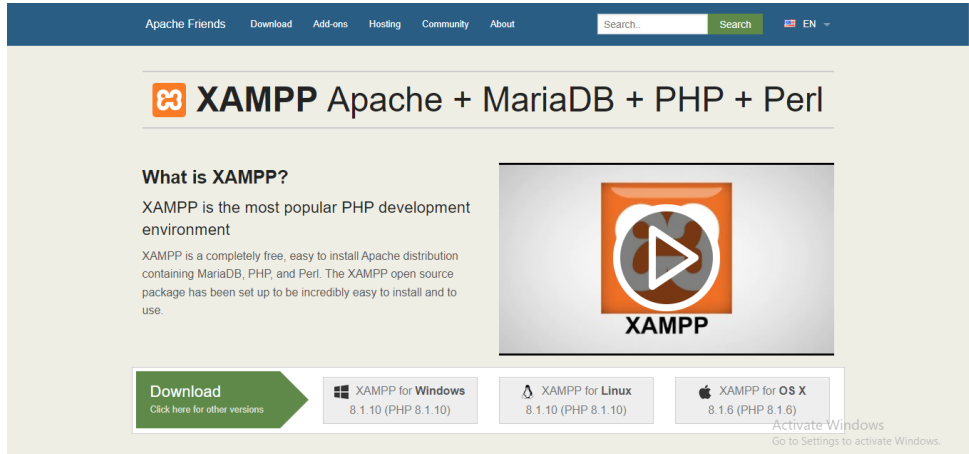 Apache Friends Download Add-ons Hosting Community About Search.. Search EN
XAMPP Apache + MariaDB + PHP + Perl
What is XAMPP?
XAMPP is the most popular PHP development
environment
XAMPP is a completely free, easy to install Apache distribution
containing MariaDB, PHP, and Perl. The XAMPP open source
package has been set up to be incredibly easy to install and to
use.
XAMPP
Download
Click here for other versions
XAMPP for Windows
8.1.10 (PHP 8.1.10)
XAMPP for Linux
8.1.10 (PHP 8.1.10)
XAMPP for OS X
8.1.6 (PHP 8.1.6)
Activate Windows
Go to Settings to activate Windows.